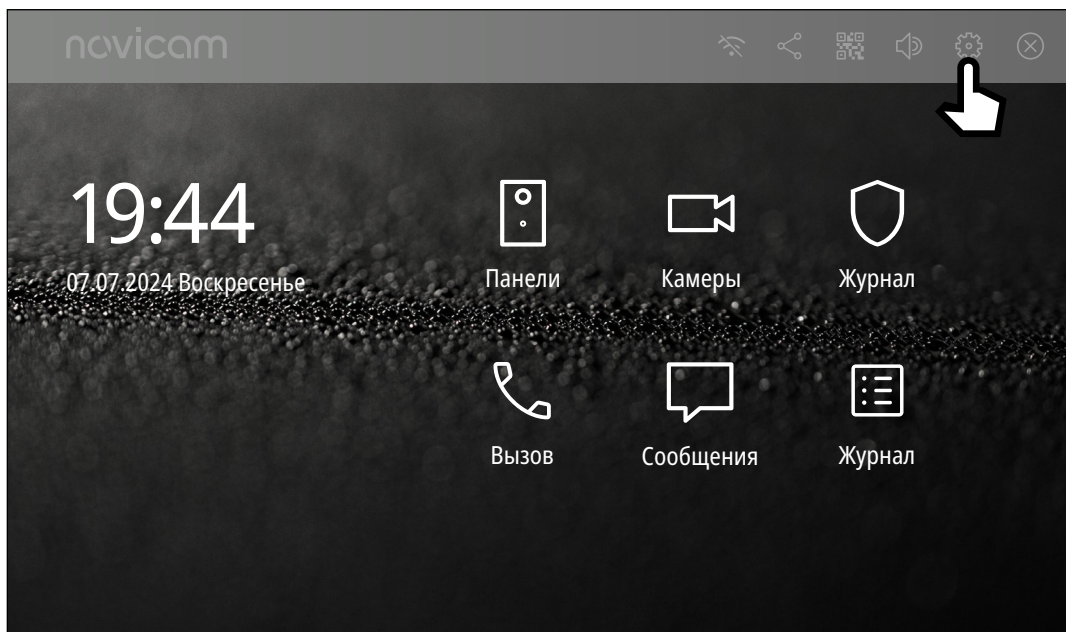 novicam
19:44
07.07.2024 Воскресенье
Панели
Камеры
Журнал
Вызов
Сообщения
Журнал